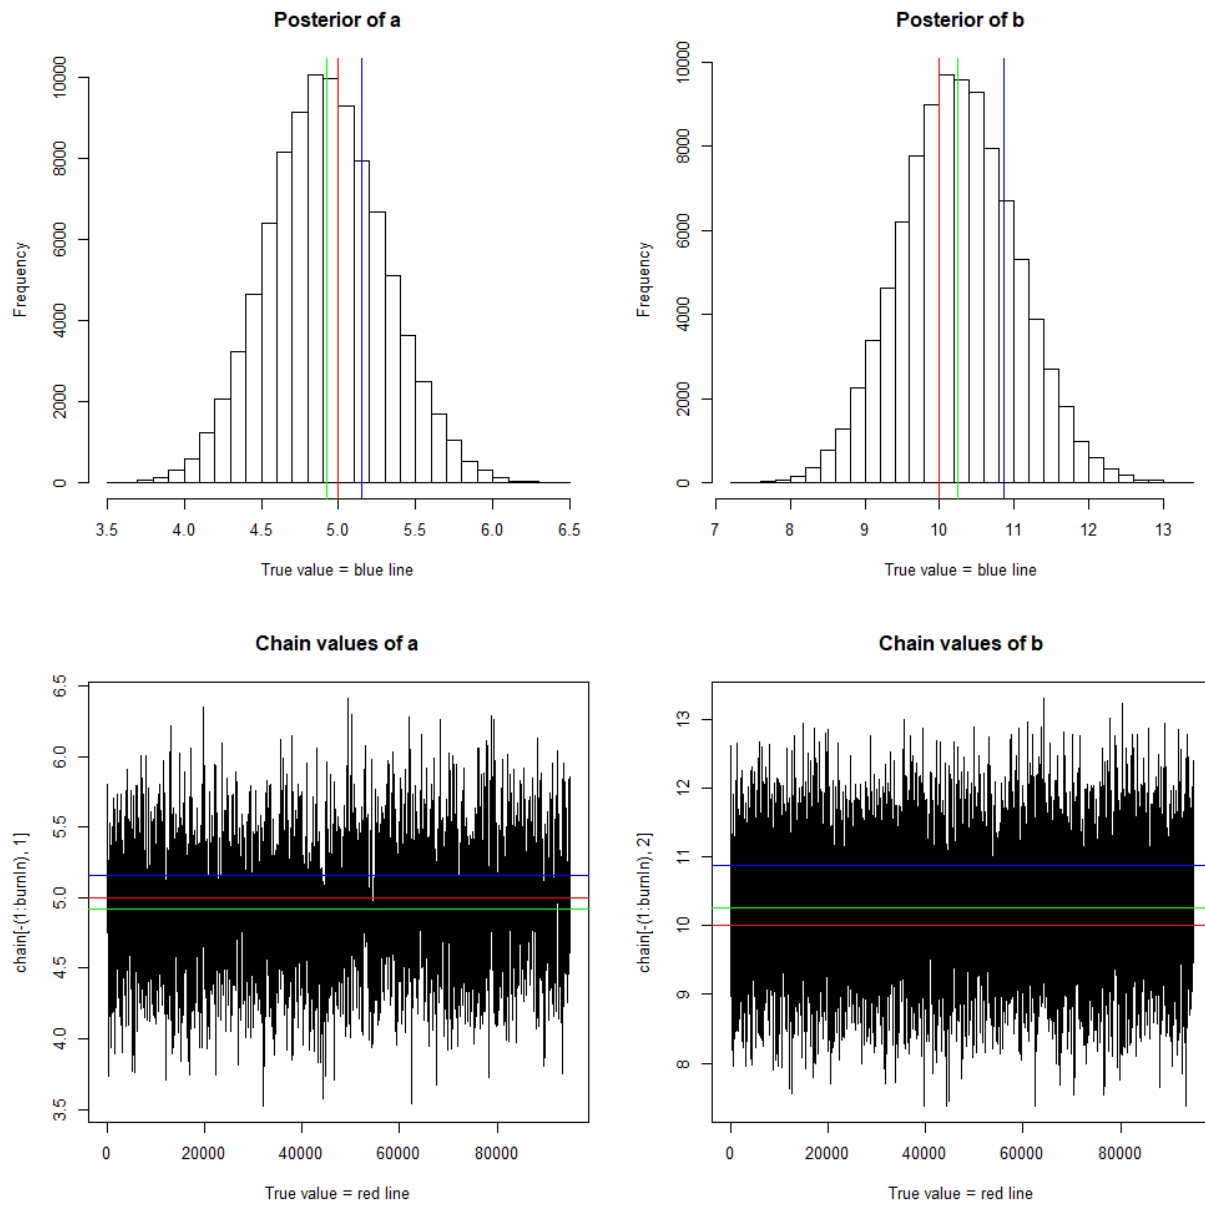 Posterior of a
Frequency
0 2000 4000 6000 8000 10000
3.5 4.0 4.5 5.0 5.5 6.0 6.5
True value = blue line
Posterior of b
Frequency
0 2000 4000 6000 8000 10000
7 8 9 10 11 12 13
True value = blue line
Chain values of a
chain[-(1:burnIn), 1]
3.5 4.0 4.5 5.0 5.5 6.0 6.5
0 20000 40000 60000 80000
True value = red line
Chain values of b
chain[-(1:burnIn), 2]
8 9 10 11 12 13
0 20000 40000 60000 80000
True value = red line